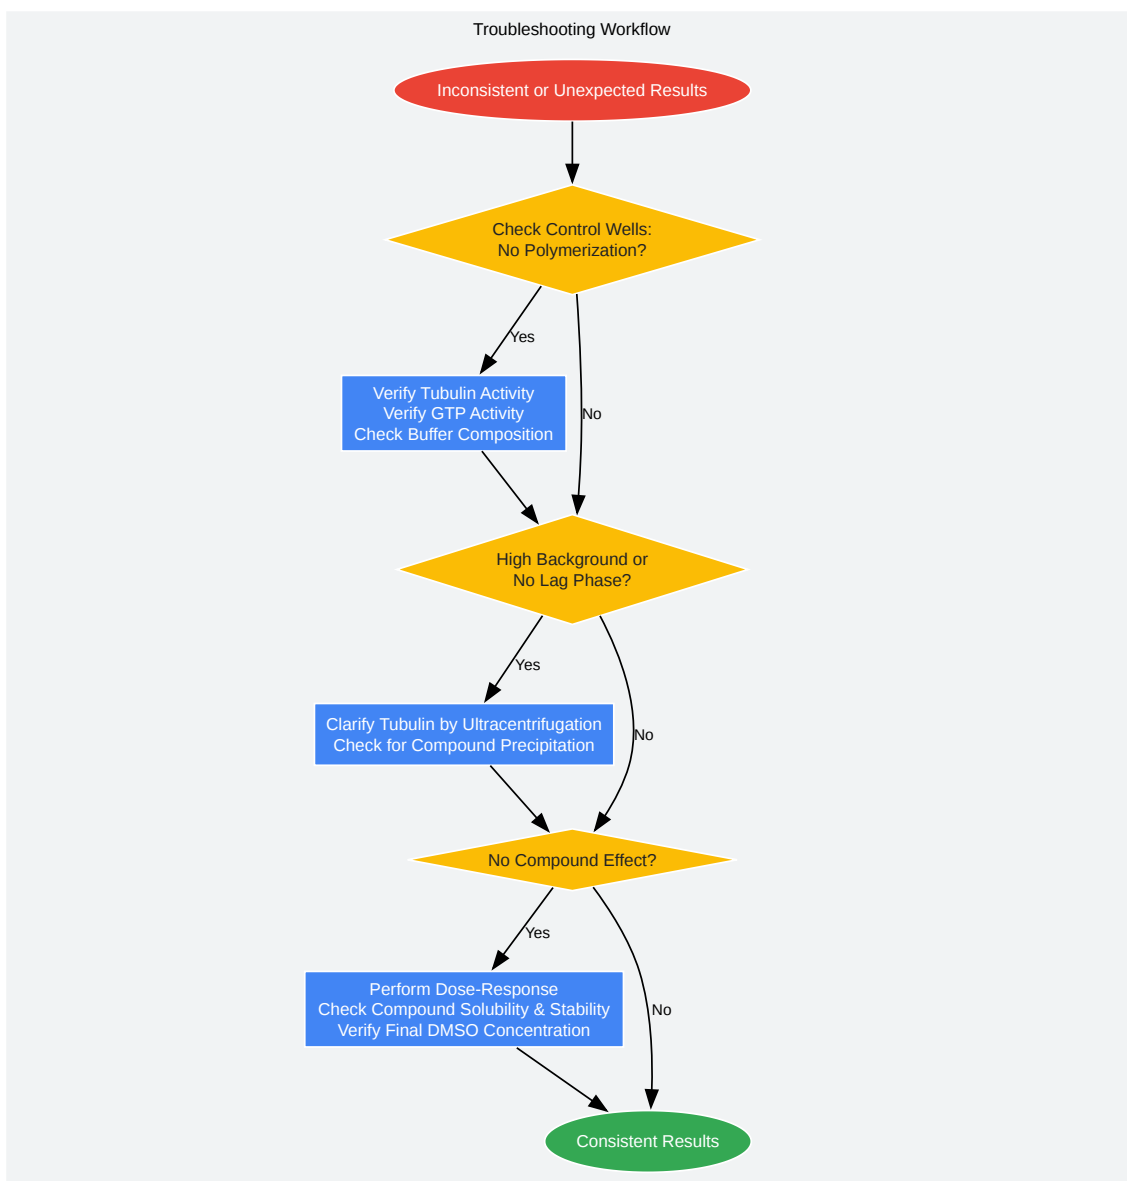 Troubleshooting Workflow
Inconsistent or Unexpected Results
Check Control Wells:
No Polymerization?
Yes
Verify Tubulin Activity
Verify GTP Activity
Check Buffer Composition
No
High Background or
No Lag Phase?
Yes
Clarify Tubulin by Ultracentrifugation
Check for Compound Precipitation
No
No Compound Effect?
Yes
Perform Dose-Response
Check Compound Solubility & Stability
Verify Final DMSO Concentration
No
Consistent Results